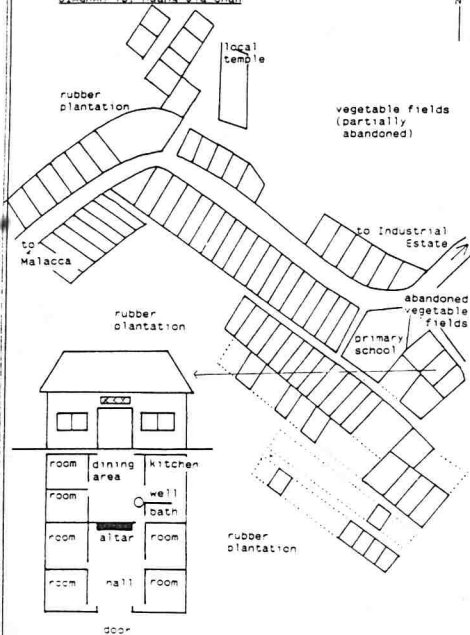 N
local
temple
rubber
plantation
vegetable fields
(partially
abandoned)
to Industrial
Estate
to
Malacca
abandoned
vegetable
fields
rubber
plantation
primary
school
room
dining
area
kitchen
room
well
bath
room
altar
room
rubber
plantation
room
hall
room
door